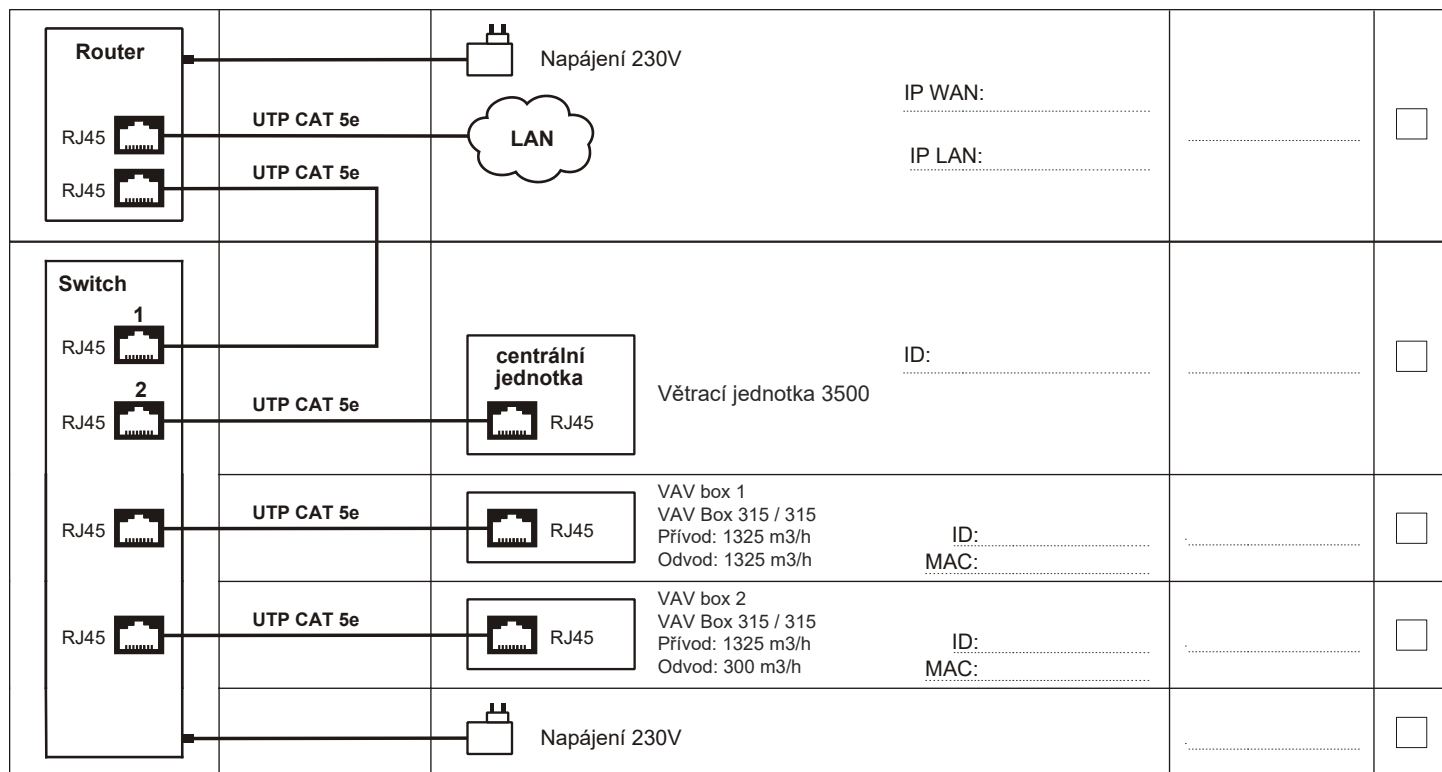 Router
Napájení 230V
IP WAN:
RJ45
UTP CAT 5e
LAN
IP LAN:
RJ45
UTP CAT 5e
Switch
1
RJ45
centrální
jednotka
ID:
2
Větrací jednotka 3500
RJ45
UTP CAT 5e
RJ45
VAV box 1
VAV Box 315 / 315
Přívod: 1325 m3/h
Odvod: 1325 m3/h
RJ45
UTP CAT 5e
RJ45
ID:
MAC:
VAV box 2
VAV Box 315 / 315
Přívod: 1325 m3/h
Odvod: 300 m3/h
RJ45
UTP CAT 5e
RJ45
ID:
MAC:
Napájení 230V